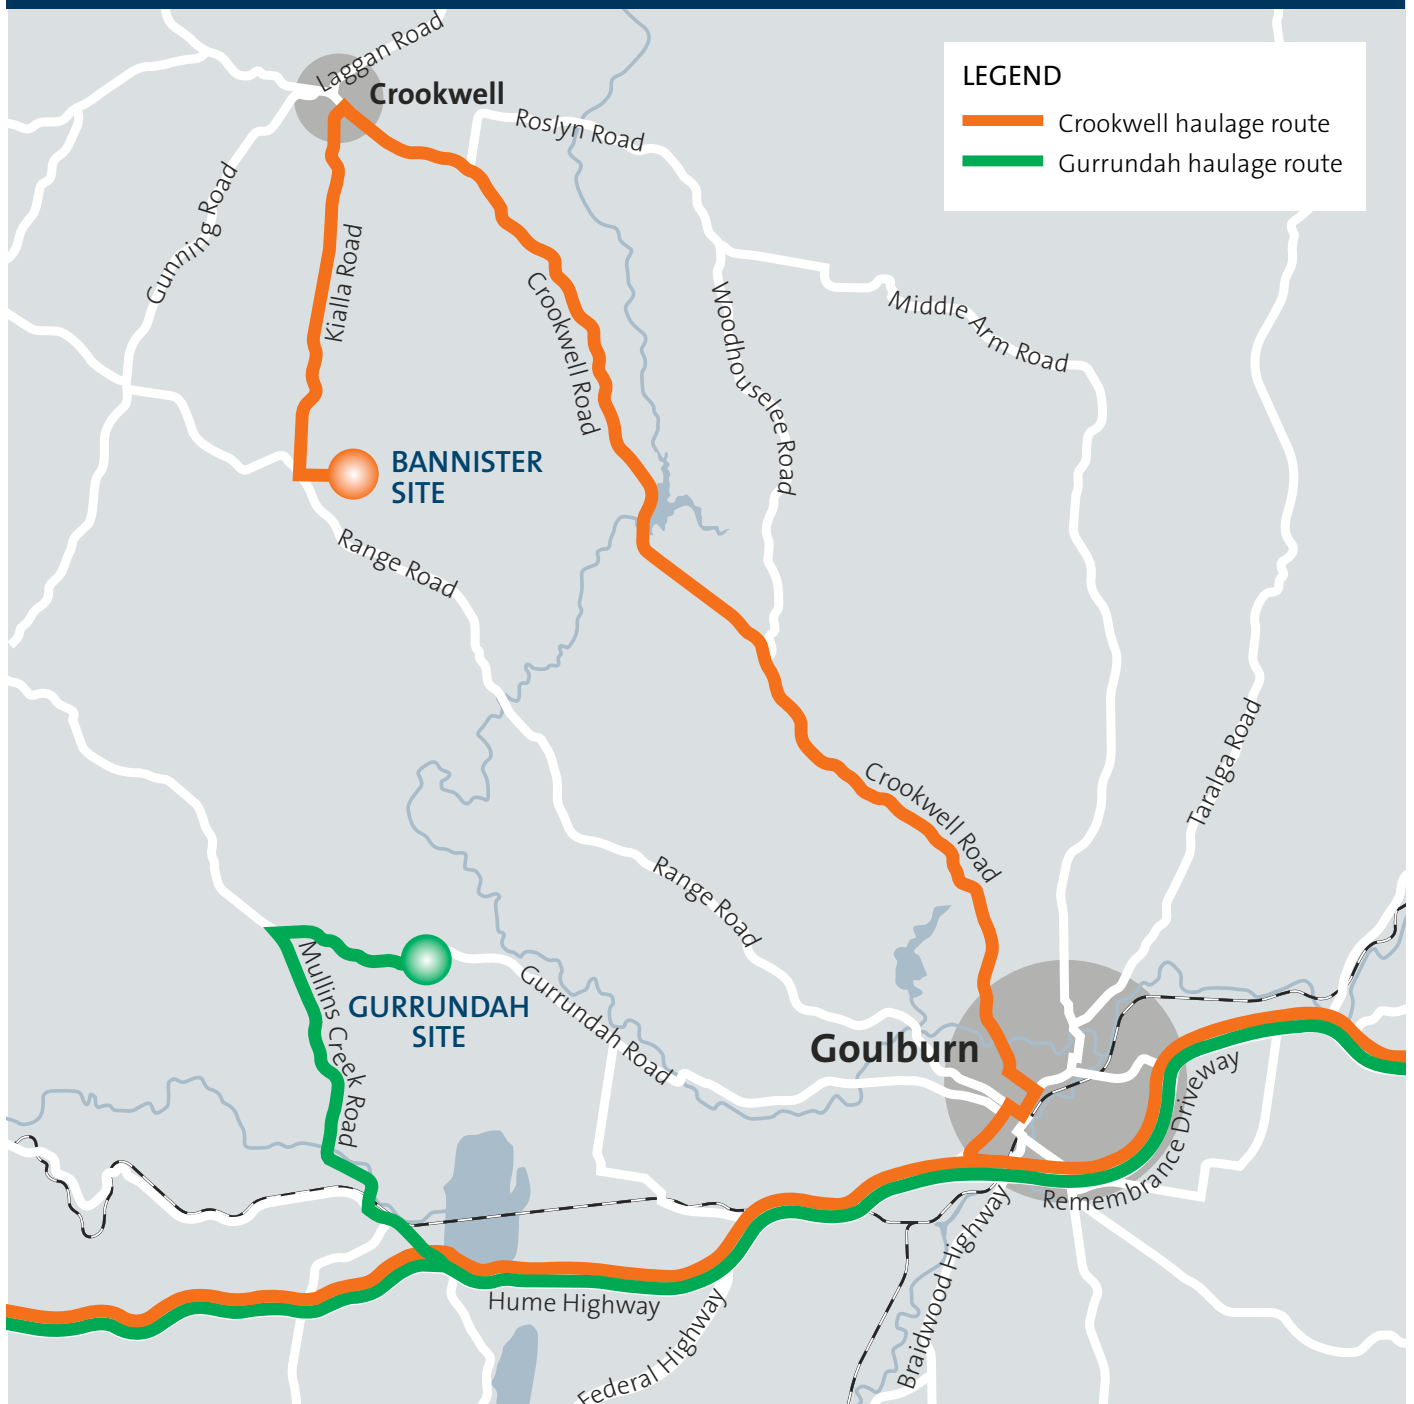 Laggan Road
Crookwell
LEGEND
Crookwell haulage route
Gurrundah haulage route
Roslyn Road
Gunning Road
Kialla Road
Crookwell Road
Woodhouselee Road
Middle Arm Road
BANNISTER
SITE
Range Road
Taralga Road
Crookwell Road
Range Road
Mullins Creek Road
GURRUNDAH
SITE
Gurrundah Road
Goulburn
Remembrance Driveway
Braidwood Highway
Hume Highway
Federal Highway